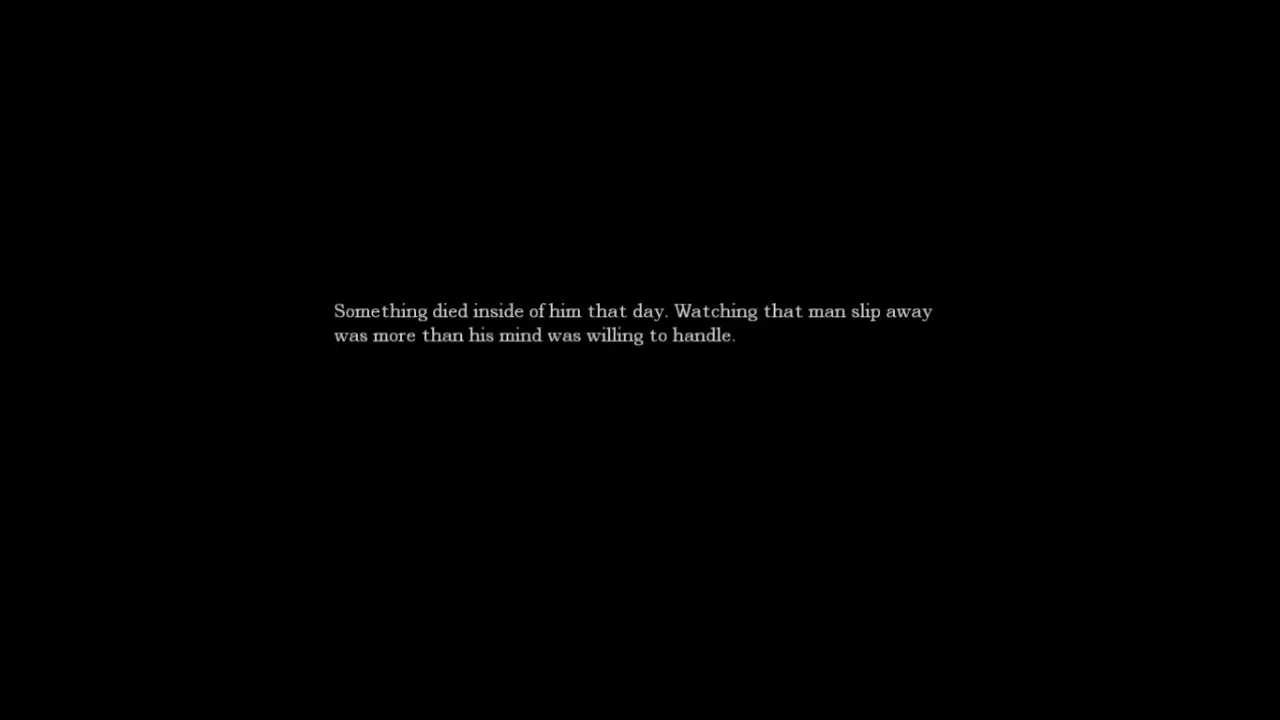 Something died inside of him that day. Watching that man slip away
was more than his mind was willing to handle.